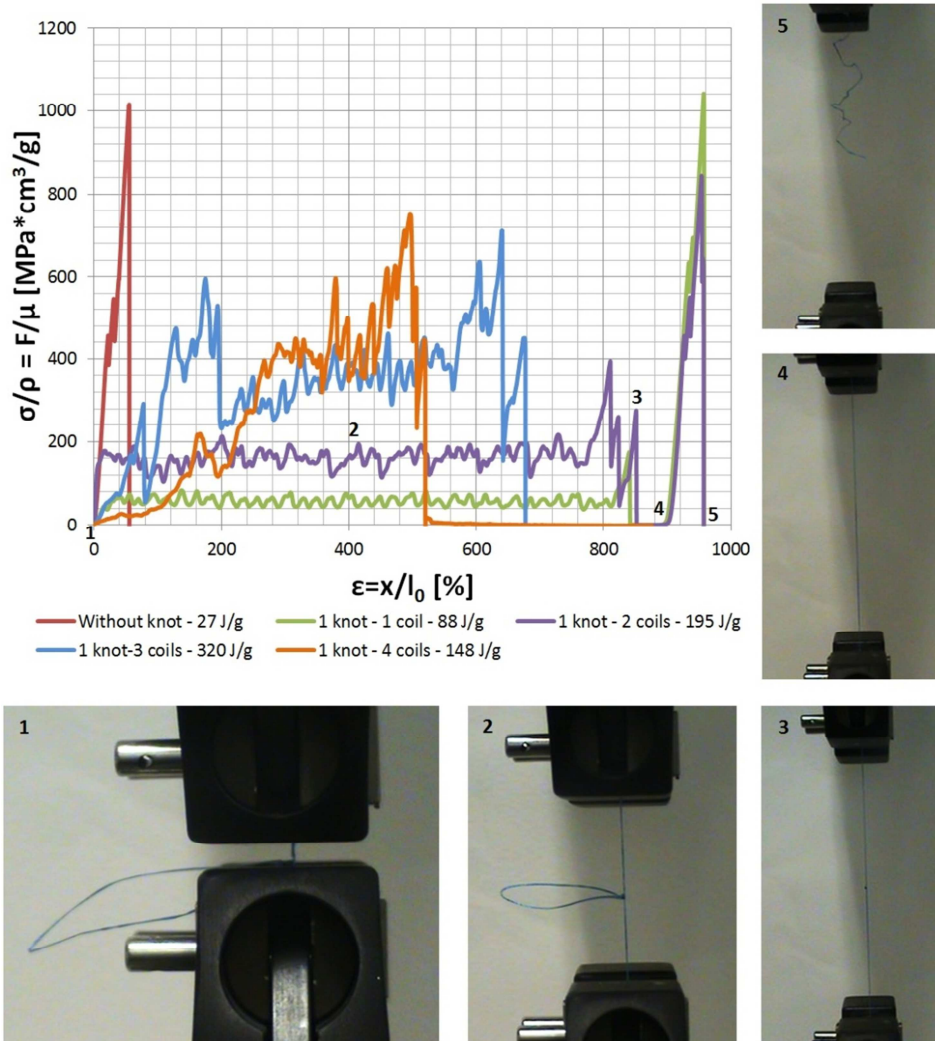 1200
1000
800
600
400
200
0
σ/ρ = F/μ [MPa*cm³/g]
0 200 400 600 800 1000
ε=x/l₀ [%]
1
2
3
4
5
Without knot - 27 J/g
1 knot - 1 coil - 88 J/g
1 knot - 2 coils - 195 J/g
1 knot-3 coils - 320 J/g
1 knot - 4 coils - 148 J/g
5
4
1
2
3